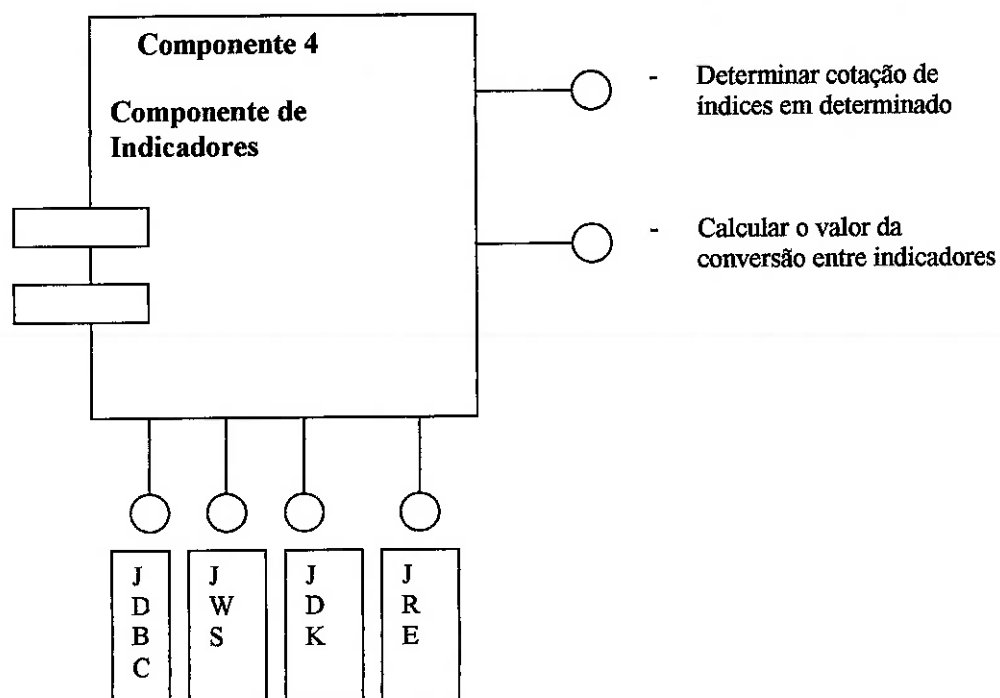 Componente 4
Componente de
Indicadores
- Determinar cotação de
índices em determinado
- Calcular o valor da
conversão entre indicadores
J
D
B
C
J
W
S
J
D
K
J
R
E